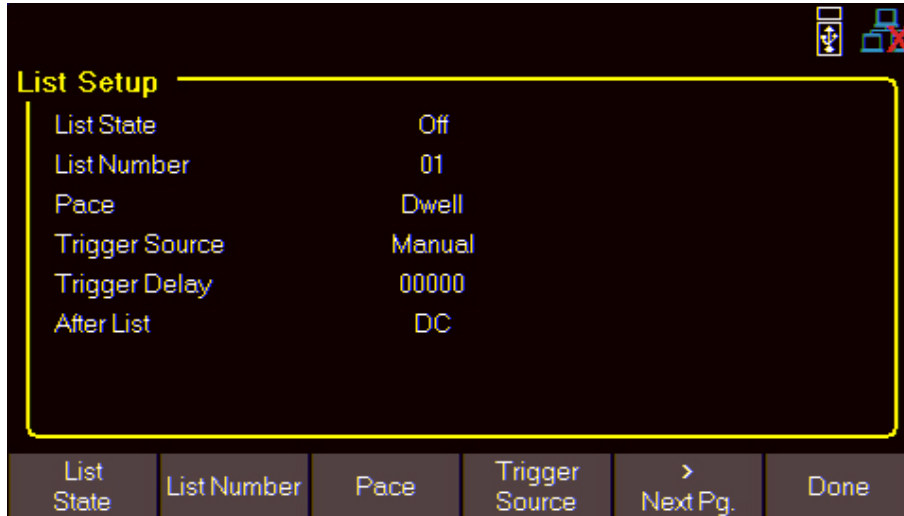 List Setup
List State Off
List Number 01
Pace Dwell
Trigger Source Manual
Trigger Delay 00000
After List DC
List State
List Number
Pace
Trigger Source
> Next Pg.
Done